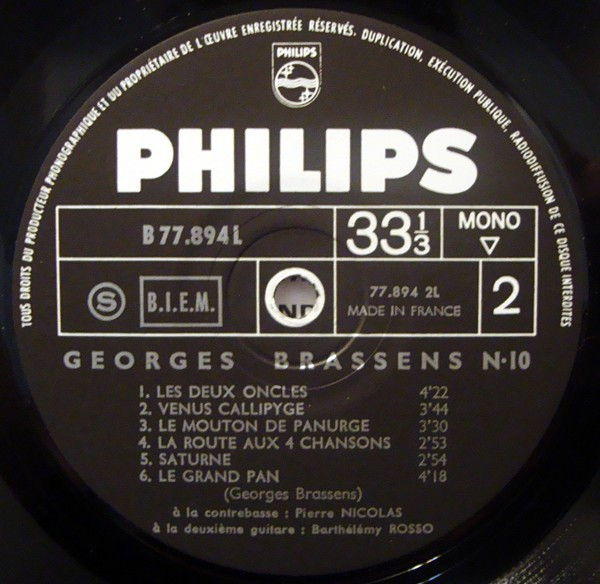 TOUS DROITS DU PRODUCTEUR PHONOGRAPHIQUE ET DU PROPRIÉTAIRE DE L'ŒUVRE ENREGISTRÉE RÉSERVÉS. DUPLICATION, EXÉCUTION PUBLIQUE, RADIODIFFUSION DE CE DISQUE INTERDITES
PHILIPS
PHILIPS
B 77.894 L 33⅓ MONO
S B.I.E.M. 77.894 2L 2
MADE IN FRANCE
GEORGES BRASSENS N·10
1. LES DEUX ONCLES 4'22
2. VENUS CALLIPYGE 3'44
3. LE MOUTON DE PANURGE 3'30
4. LA ROUTE AUX 4 CHANSONS 2'53
5. SATURNE 2'54
6. LE GRAND PAN 4'18
(Georges Brassens)
à la contrebasse : Pierre NICOLAS
à la deuxième guitare : Barthélémy ROSSO